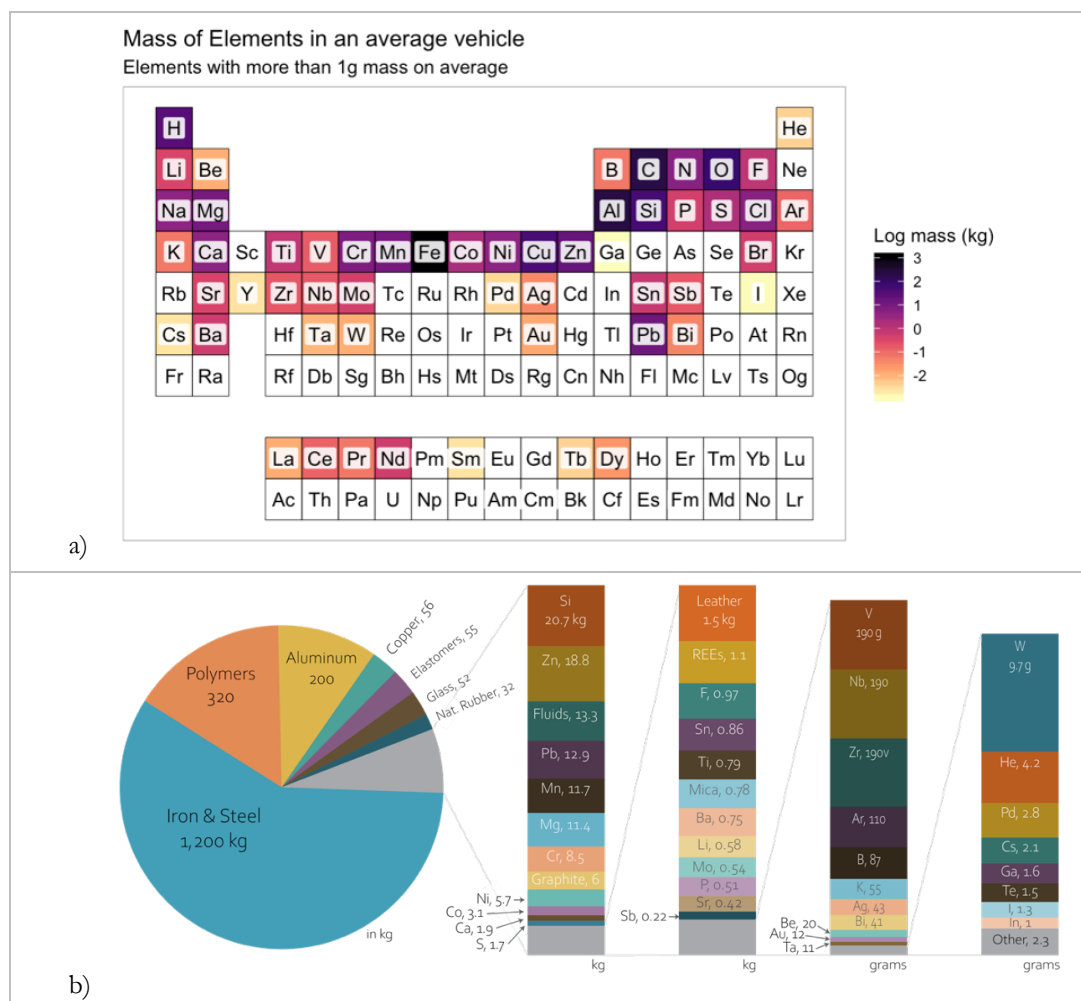 Mass of Elements in an average vehicle
Elements with more than 1g mass on average
H He
Li Be B C N O F Ne
Na Mg Al Si P S Cl Ar
K Ca Sc Ti V Cr Mn Fe Co Ni Cu Zn Ga Ge As Se Br Kr
Rb Sr Y Zr Nb Mo Tc Ru Rh Pd Ag Cd In Sn Sb Te I Xe
Cs Ba Hf Ta W Re Os Ir Pt Au Hg Tl Pb Bi Po At Rn
Fr Ra Rf Db Sg Bh Hs Mt Ds Rg Cn Nh Fl Mc Lv Ts Og
La Ce Pr Nd Pm Sm Eu Gd Tb Dy Ho Er Tm Yb Lu
Ac Th Pa U Np Pu Am Cm Bk Cf Es Fm Md No Lr
Log mass (kg)
3
2
1
0
-1
-2
a)
Iron & Steel
1,200 kg
Polymers
320
Aluminum
200
Copper, 56
Elastomers, 55
Glass, 52
Nat. Rubber, 32
in kg
Si
20.7 kg
Zn, 18.8
Fluids, 13.3
Pb, 12.9
Mn, 11.7
Mg, 11.4
Cr, 8.5
Graphite, 6
Ni, 5.7
Co, 3.1
Ca, 1.9
S, 1.7
kg
Leather
1.5 kg
REEs, 1.1
F, 0.97
Sn, 0.86
Ti, 0.79
Mica, 0.78
Ba, 0.75
Li, 0.58
Mo, 0.54
P, 0.51
Sr, 0.42
Sb, 0.22
kg
V
190 g
Nb, 190
Zr, 190v
Ar, 110
B, 87
K, 55
Ag, 43
Bi, 41
Be, 20
Au, 12
Ta, 11
grams
W
9.7 g
He, 4.2
Pd, 2.8
Cs, 2.1
Ga, 1.6
Te, 1.5
I, 1.3
In, 1
Other, 2.3
grams
b)